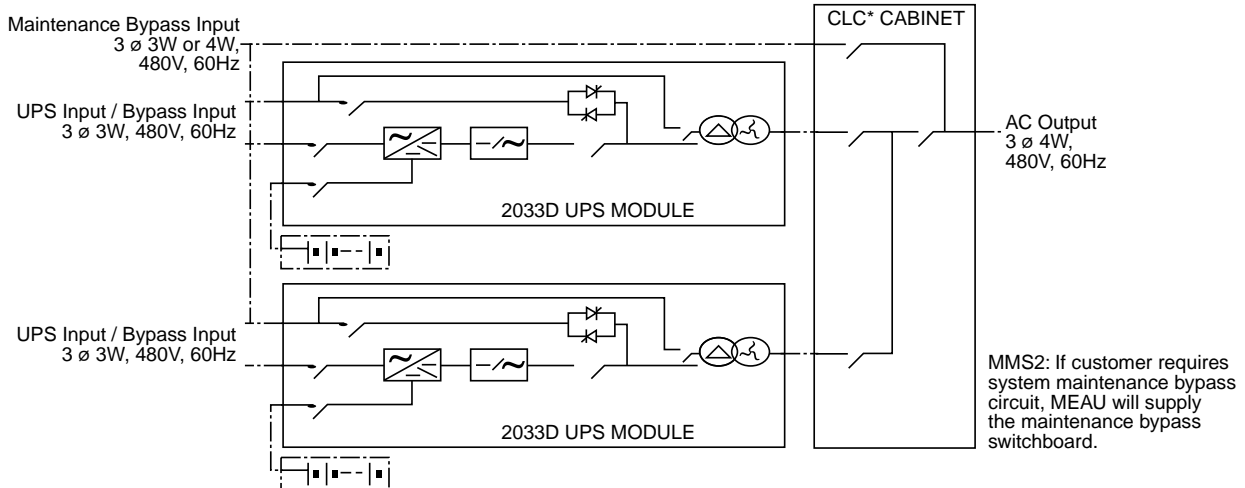 CLC* CABINET
Maintenance Bypass Input
3 ø 3W or 4W,
480V, 60Hz
UPS Input / Bypass Input
3 ø 3W, 480V, 60Hz
AC Output
3 ø 4W,
480V, 60Hz
2033D UPS MODULE
UPS Input / Bypass Input
3 ø 3W, 480V, 60Hz
MMS2: If customer requires
system maintenance bypass
circuit, MEAU will supply
the maintenance bypass
switchboard.
2033D UPS MODULE